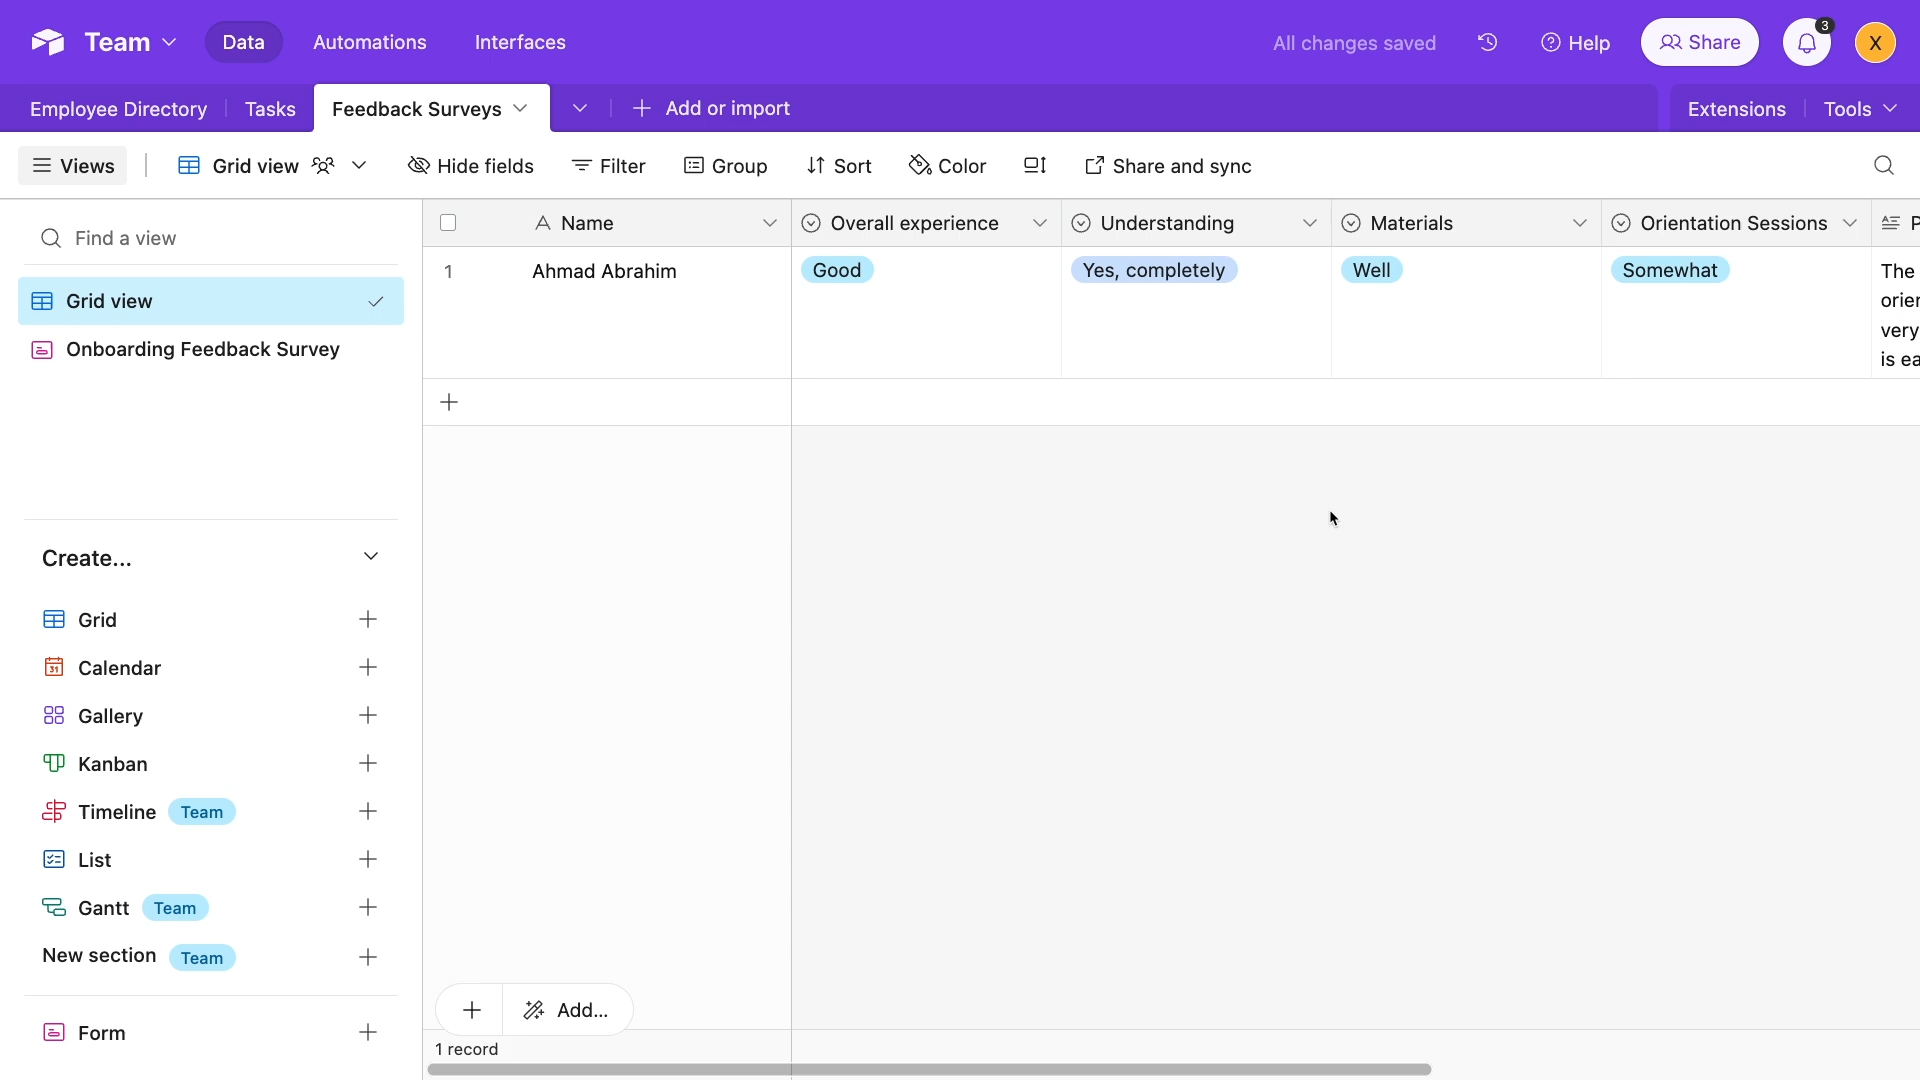 Team
Data
Automations
Interfaces
All changes saved
Help
Share
3
X
Employee Directory
Tasks
Feedback Surveys
Add or import
Extensions
Tools
Views
Grid view
Hide fields
Filter
Group
Sort
Color
Share and sync
Find a view
Grid view
Onboarding Feedback Survey
Create...
Grid
31
Calendar
Gallery
Kanban
Timeline
Team
List
Gantt
Team
New section
Team
Form
A
Name
Overall experience
Understanding
Materials
Orientation Sessions
1
Ahmad Abrahim
Good
Yes, completely
Well
Somewhat
The
very
Add...
1 record